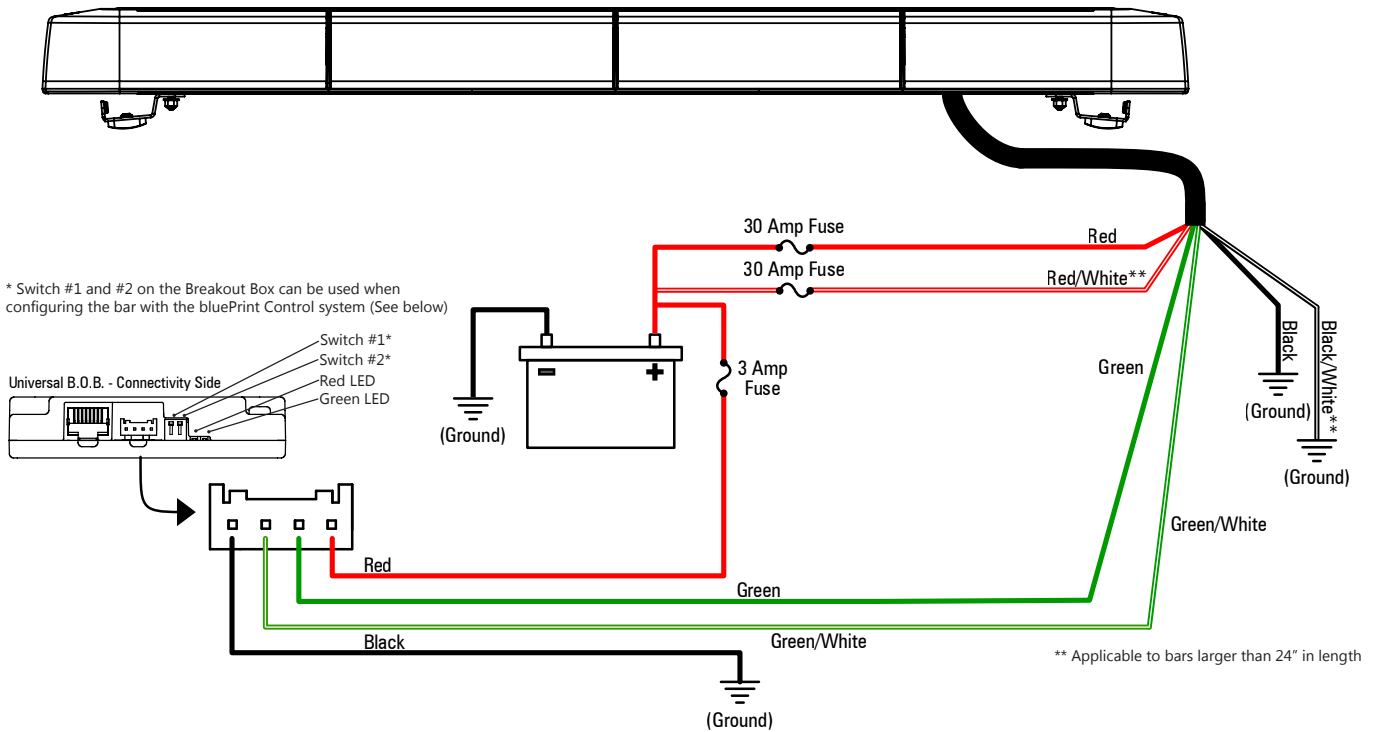 30 Amp Fuse
Red
30 Amp Fuse
Red/White**
* Switch #1 and #2 on the Breakout Box can be used when
configuring the bar with the bluePrint Control system (See below)
Switch #1*
Switch #2*
Red LED
Green LED
Universal B.O.B. - Connectivity Side
(Ground)
3 Amp
Fuse
Green
Black
(Ground)
Black/White**
(Ground)
Green/White
Red
Green
Black
Green/White
(Ground)
** Applicable to bars larger than 24” in length